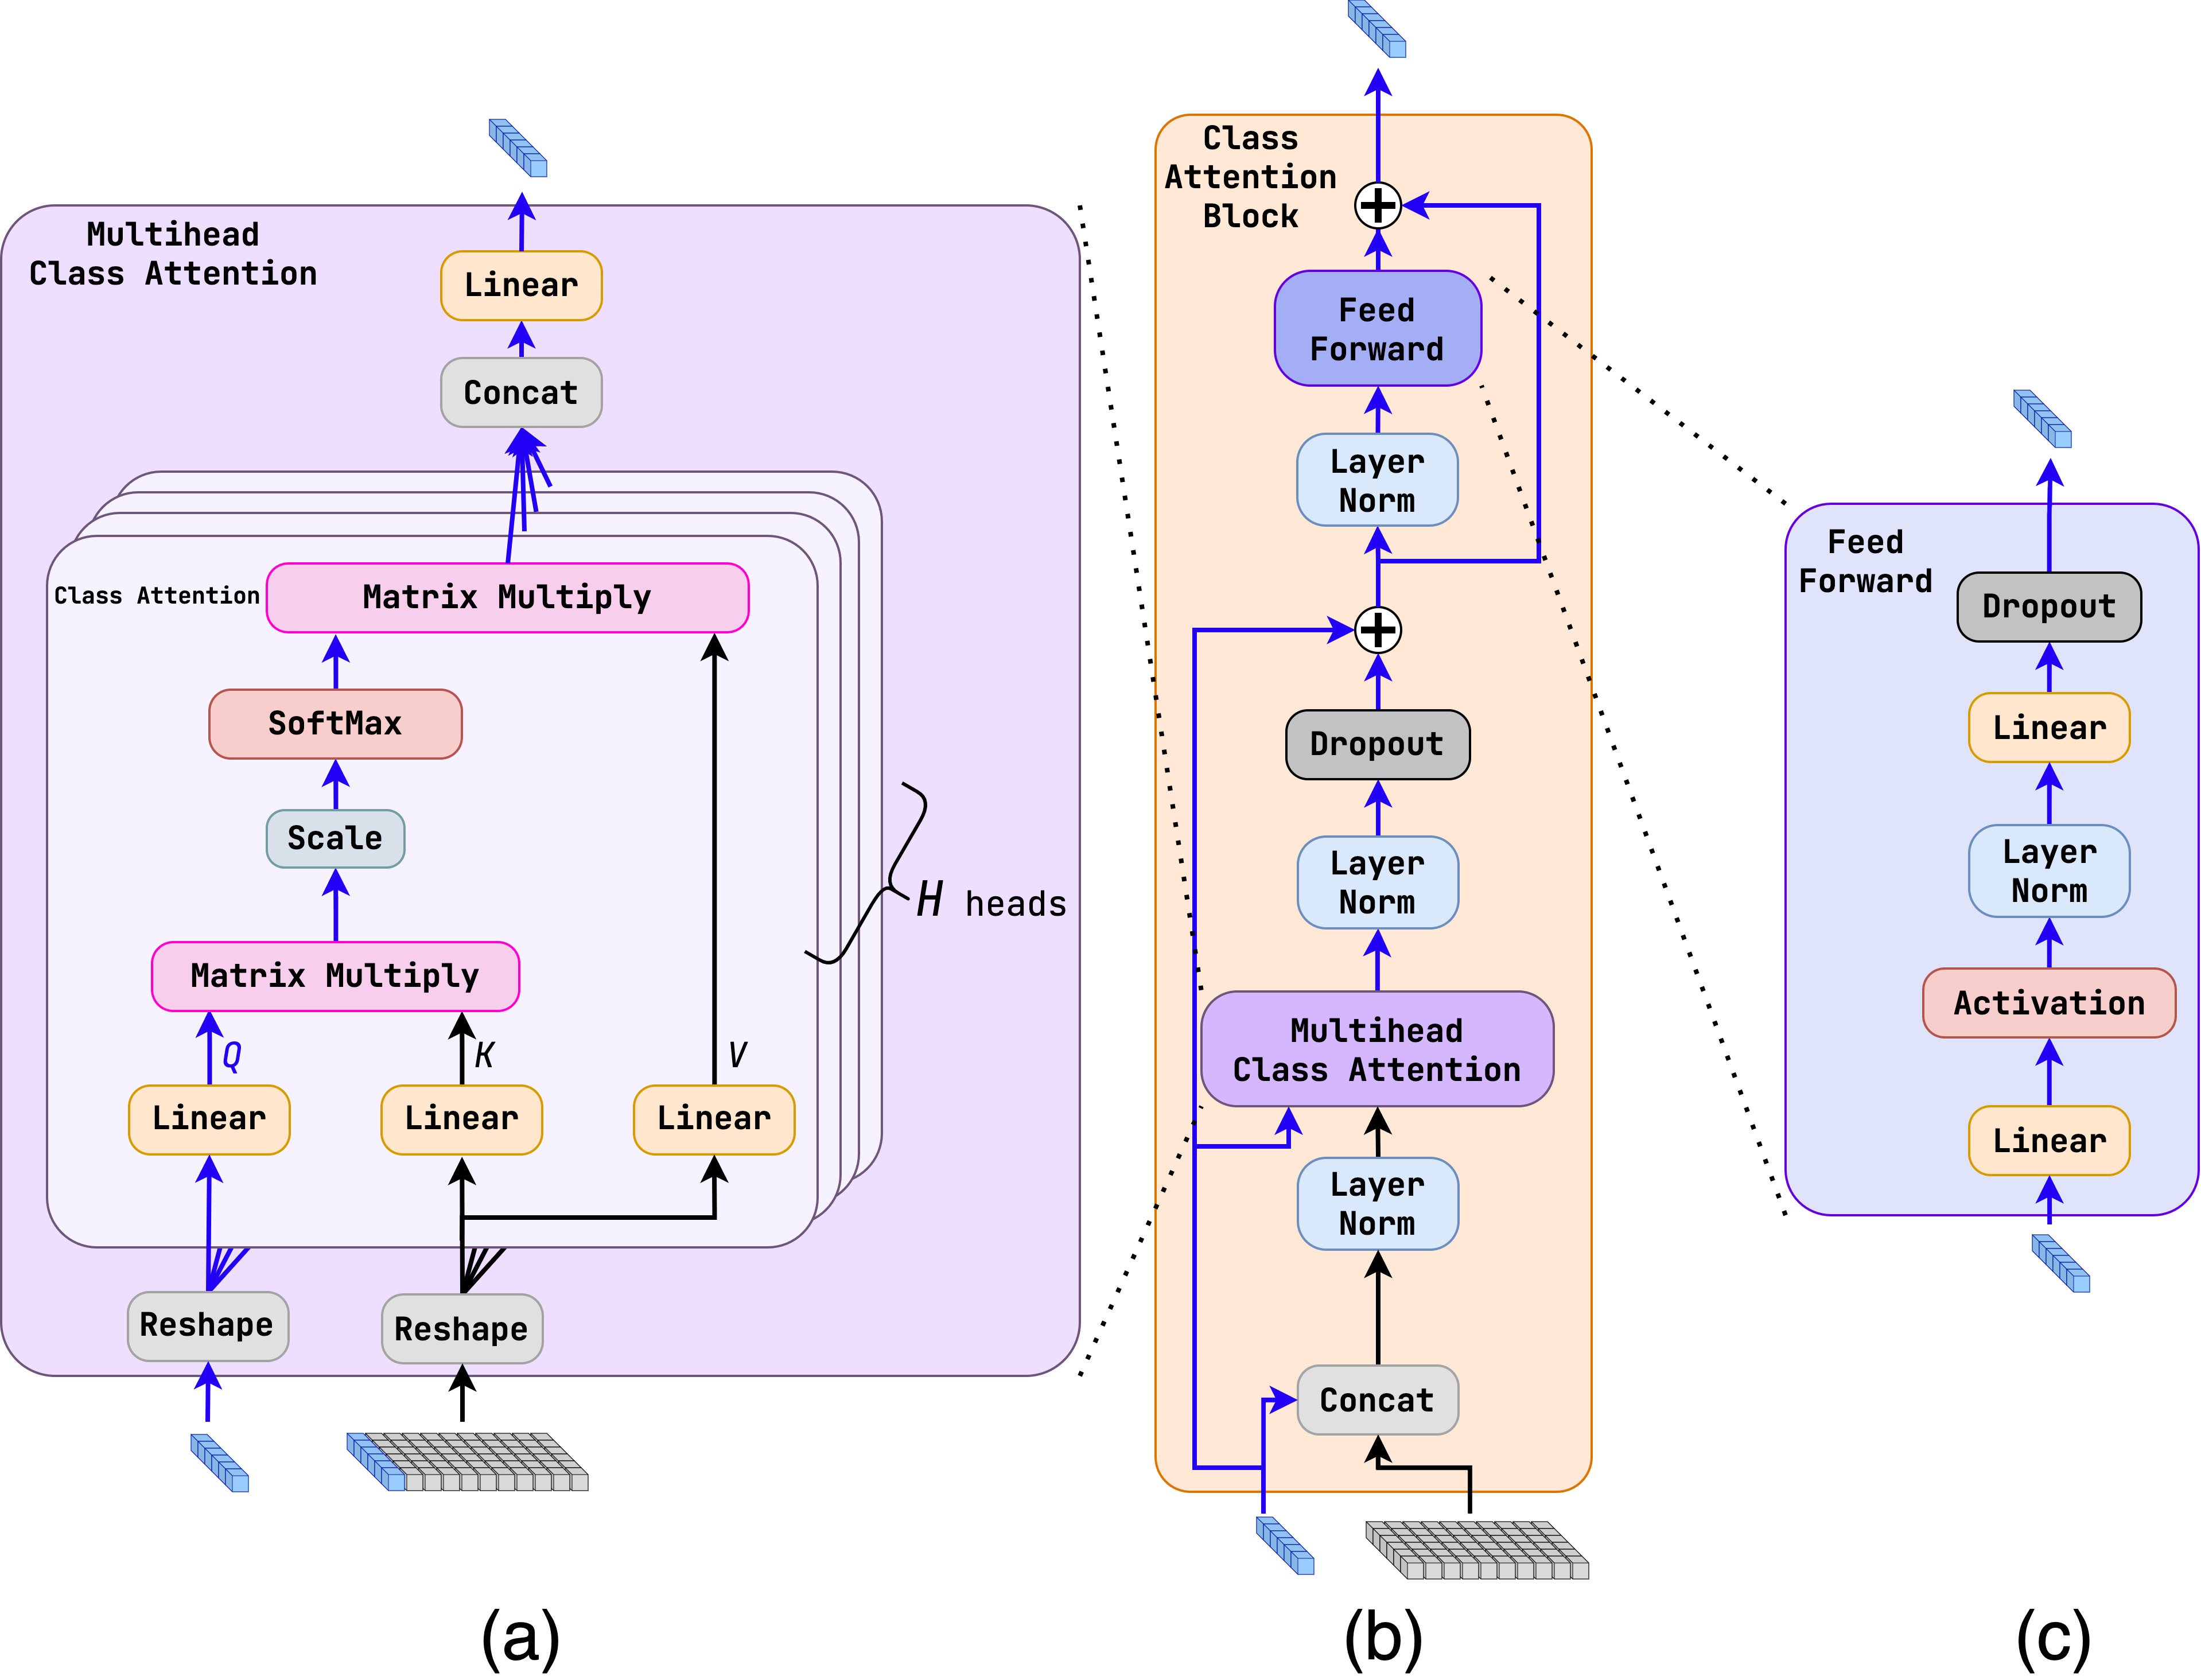 Multihead
Class Attention
Linear
Concat
Class Attention
Matrix Multiply
SoftMax
Scale
H heads
Matrix Multiply
Q
K
V
Linear
Linear
Linear
Reshape
Reshape
(a)
Class
Attention
Block
Feed
Forward
Layer
Norm
Dropout
Layer
Norm
Multihead
Class Attention
Layer
Norm
Concat
(b)
Feed
Forward
Dropout
Linear
Layer
Norm
Activation
Linear
(c)